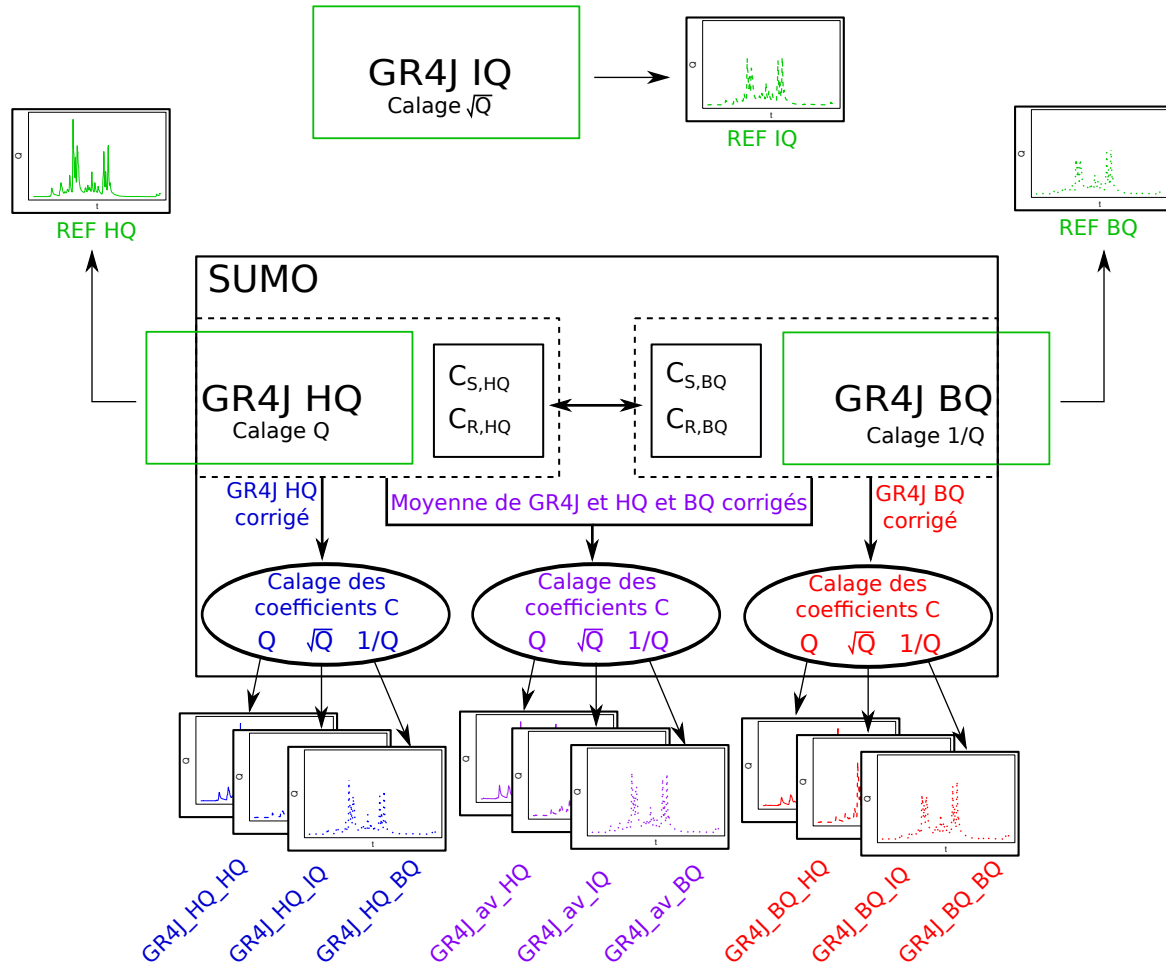 GR4J IQ
Calage √Q
Q
t
REF IQ
Q
t
REF HQ
Q
t
REF BQ
SUMO
GR4J HQ
Calage Q
C_S,HQ
C_R,HQ
C_S,BQ
C_R,BQ
GR4J BQ
Calage 1/Q
GR4J HQ
corrigé
Moyenne de GR4J et HQ et BQ corrigés
GR4J BQ
corrigé
Calage des
coefficients C
Q √Q 1/Q
Calage des
coefficients C
Q √Q 1/Q
Calage des
coefficients C
Q √Q 1/Q
Q
Q
Q
t
Q
Q
Q
t
Q
Q
Q
t
GR4J_HQ_HQ
GR4J_HQ_IQ
GR4J_HQ_BQ
GR4J_av_HQ
GR4J_av_IQ
GR4J_av_BQ
GR4J_BQ_HQ
GR4J_BQ_IQ
GR4J_BQ_BQ